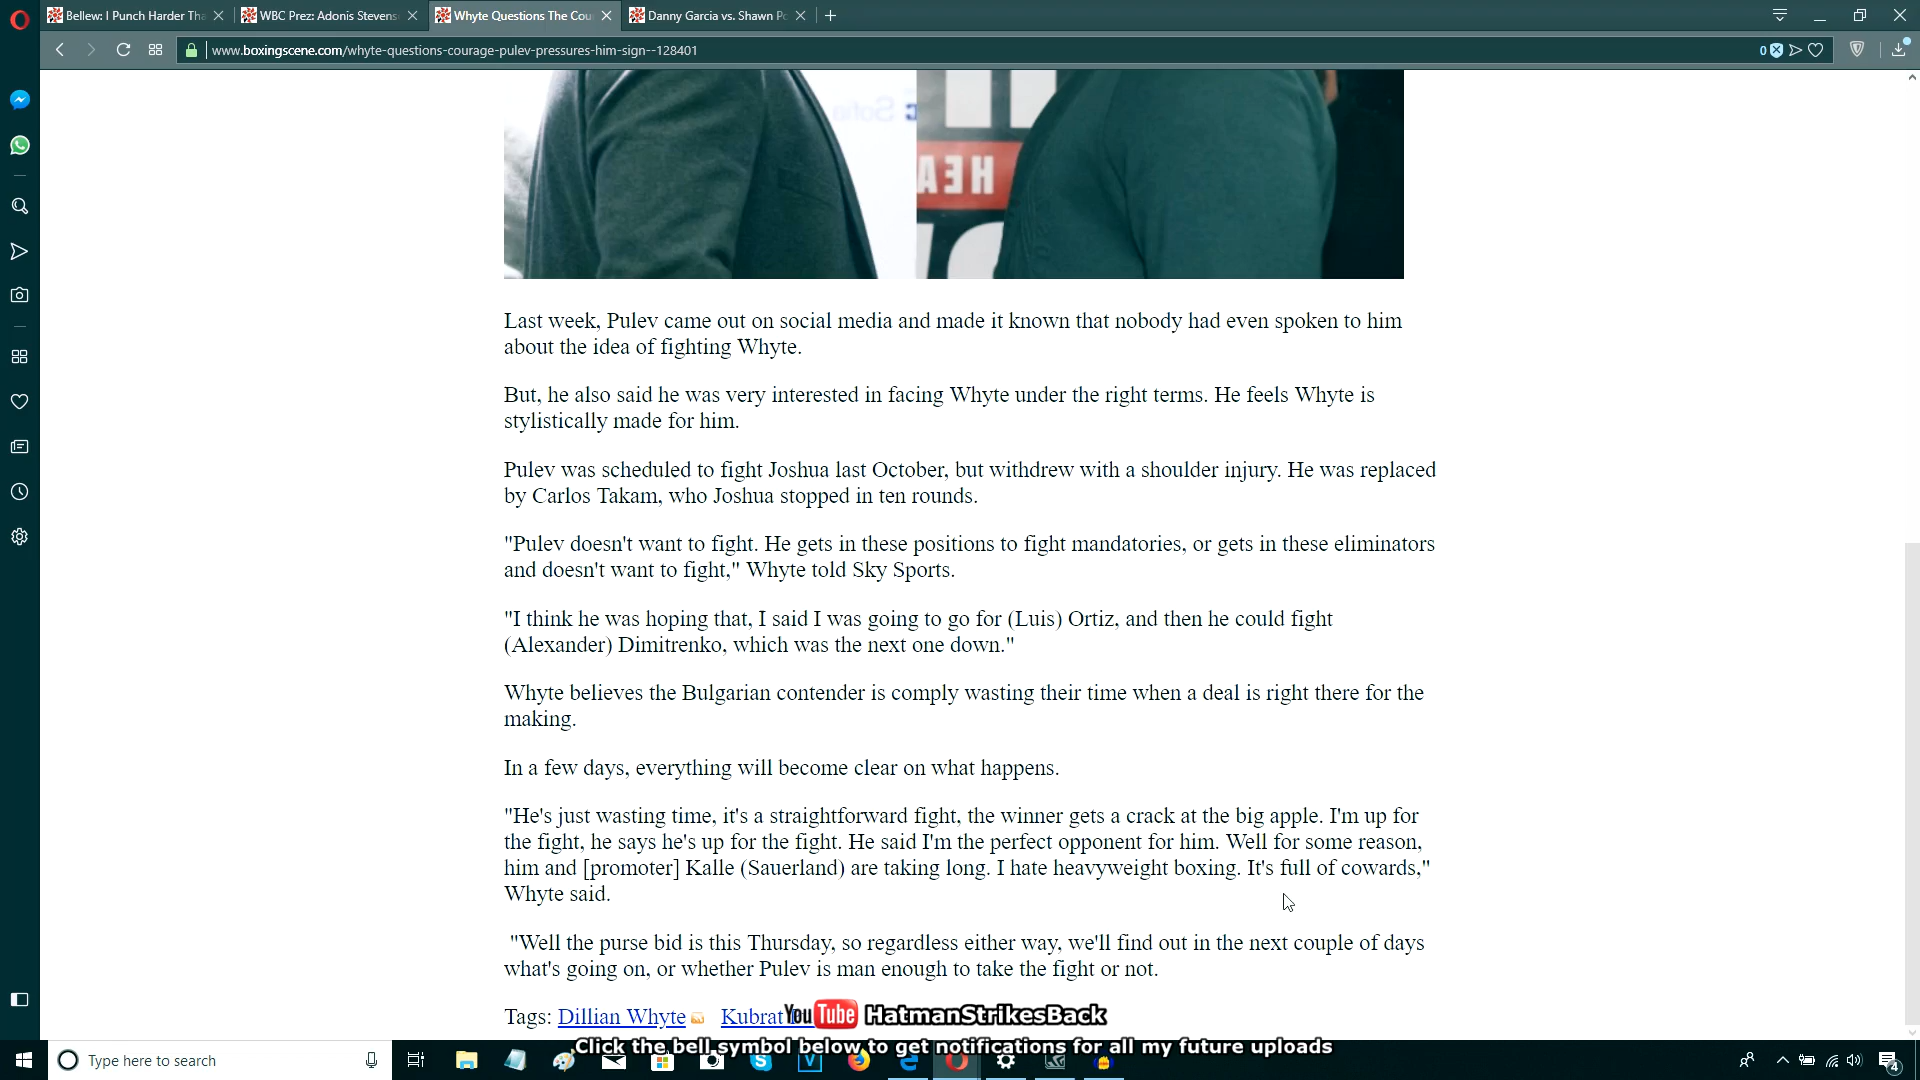 Bellew: I Punch Harder Tha
WBC Prez: Adonis Stevens
Whyte Questions The Cou
Danny Garcia vs. Shawn Po
www.boxingscene.com/whyte-questions-courage-pulev-pressures-him-sign--128401
0
Sofia
HEA
Last week, Pulev came out on social media and made it known that nobody had even spoken to him
about the idea of fighting Whyte.
But, he also said he was very interested in facing Whyte under the right terms. He feels Whyte is
stylistically made for him.
Pulev was scheduled to fight Joshua last October, but withdrew with a shoulder injury. He was replaced
by Carlos Takam, who Joshua stopped in ten rounds.
"Pulev doesn't want to fight. He gets in these positions to fight mandatories, or gets in these eliminators
and doesn't want to fight," Whyte told Sky Sports.
"I think he was hoping that, I said I was going to go for (Luis) Ortiz, and then he could fight
(Alexander) Dimitrenko, which was the next one down."
Whyte believes the Bulgarian contender is comply wasting their time when a deal is right there for the
making.
In a few days, everything will become clear on what happens.
"He's just wasting time, it's a straightforward fight, the winner gets a crack at the big apple. I'm up for
the fight, he says he's up for the fight. He said I'm the perfect opponent for him. Well for some reason,
him and [promoter] Kalle (Sauerland) are taking long. I hate heavyweight boxing. It's full of cowards,"
Whyte said.
"Well the purse bid is this Thursday, so regardless either way, we'll find out in the next couple of days
what's going on, or whether Pulev is man enough to take the fight or not.
Tags: Dillian Whyte Kubrat
YouTube HatmanStrikesBack
Click the bell symbol below to get notifications for all my future uploads
Type here to search
4